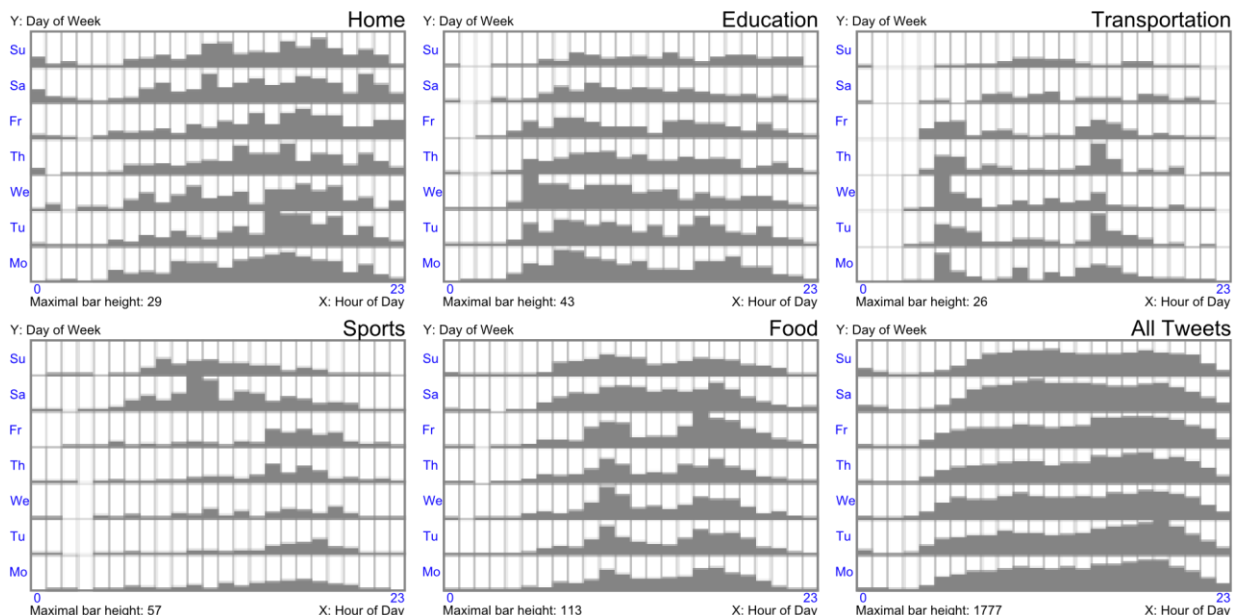 Y: Day of Week Home
Su
Sa
Fr
Th
We
Tu
Mo
0 23
Maximal bar height: 29 X: Hour of Day
Y: Day of Week Education
Su
Sa
Fr
Th
We
Tu
Mo
0 23
Maximal bar height: 43 X: Hour of Day
Y: Day of Week Transportation
Su
Sa
Fr
Th
We
Tu
Mo
0 23
Maximal bar height: 26 X: Hour of Day
Y: Day of Week Sports
Su
Sa
Fr
Th
We
Tu
Mo
0 23
Maximal bar height: 57 X: Hour of Day
Y: Day of Week Food
Su
Sa
Fr
Th
We
Tu
Mo
0 23
Maximal bar height: 113 X: Hour of Day
Y: Day of Week All Tweets
Su
Sa
Fr
Th
We
Tu
Mo
0 23
Maximal bar height: 1777 X: Hour of Day